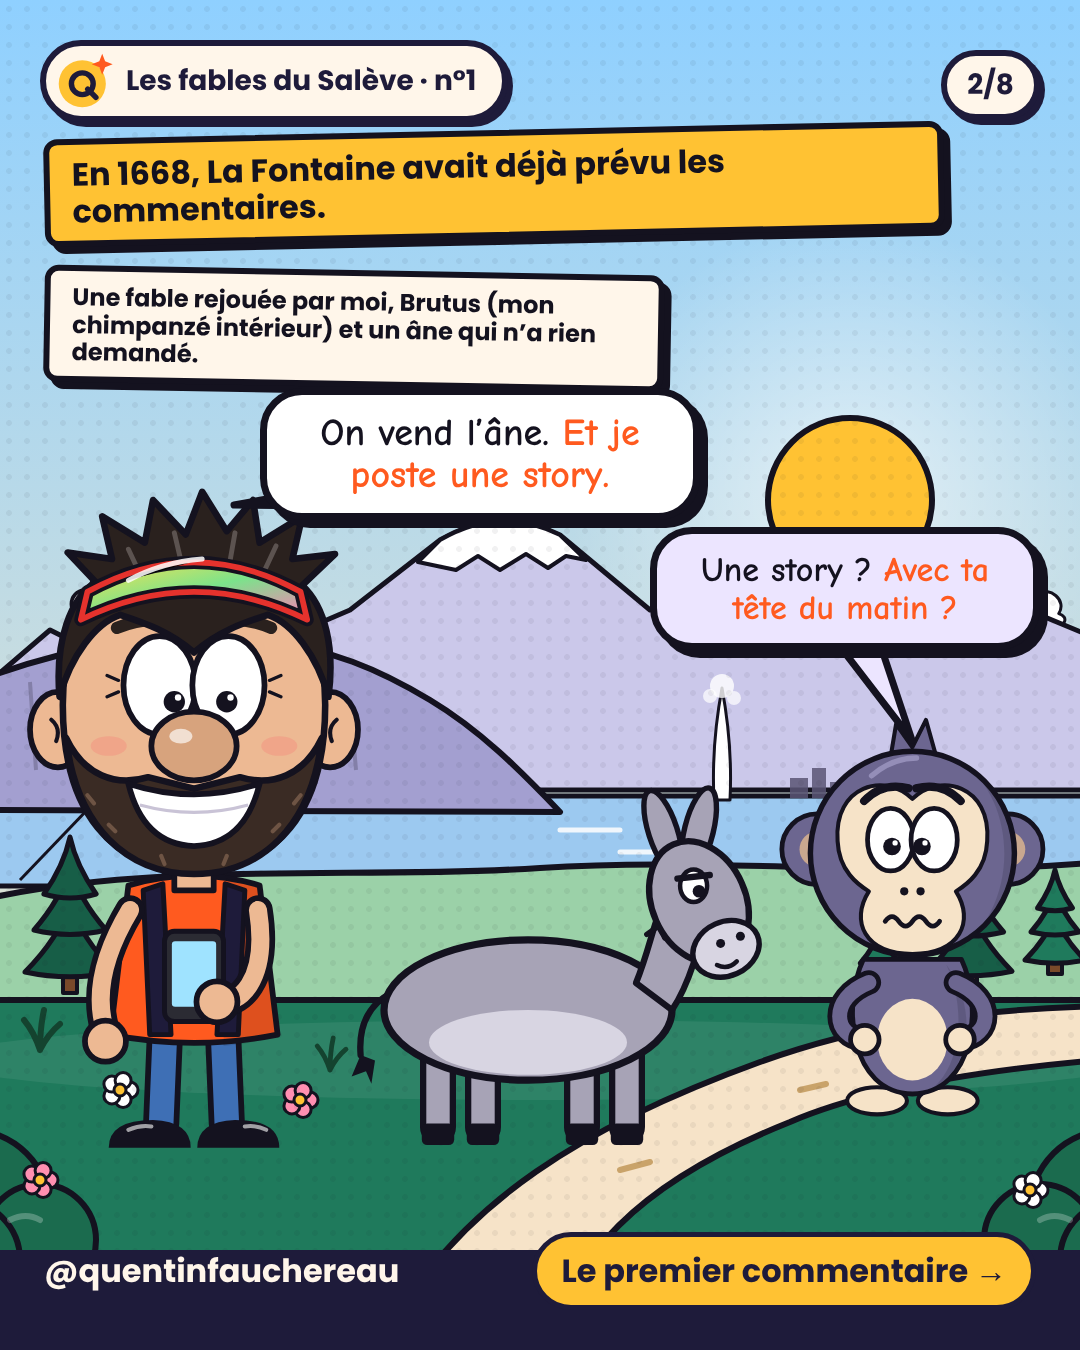 Q Les fables du Salève · n°1
2/8
En 1668, La Fontaine avait déjà prévu les
commentaires.
Une fable rejouée par moi, Brutus (mon
chimpanzé intérieur) et un âne qui n’a rien
demandé.
On vend l’âne. Et je
poste une story.
Une story ? Avec ta
tête du matin ?
@quentinfauchereau
Le premier commentaire →